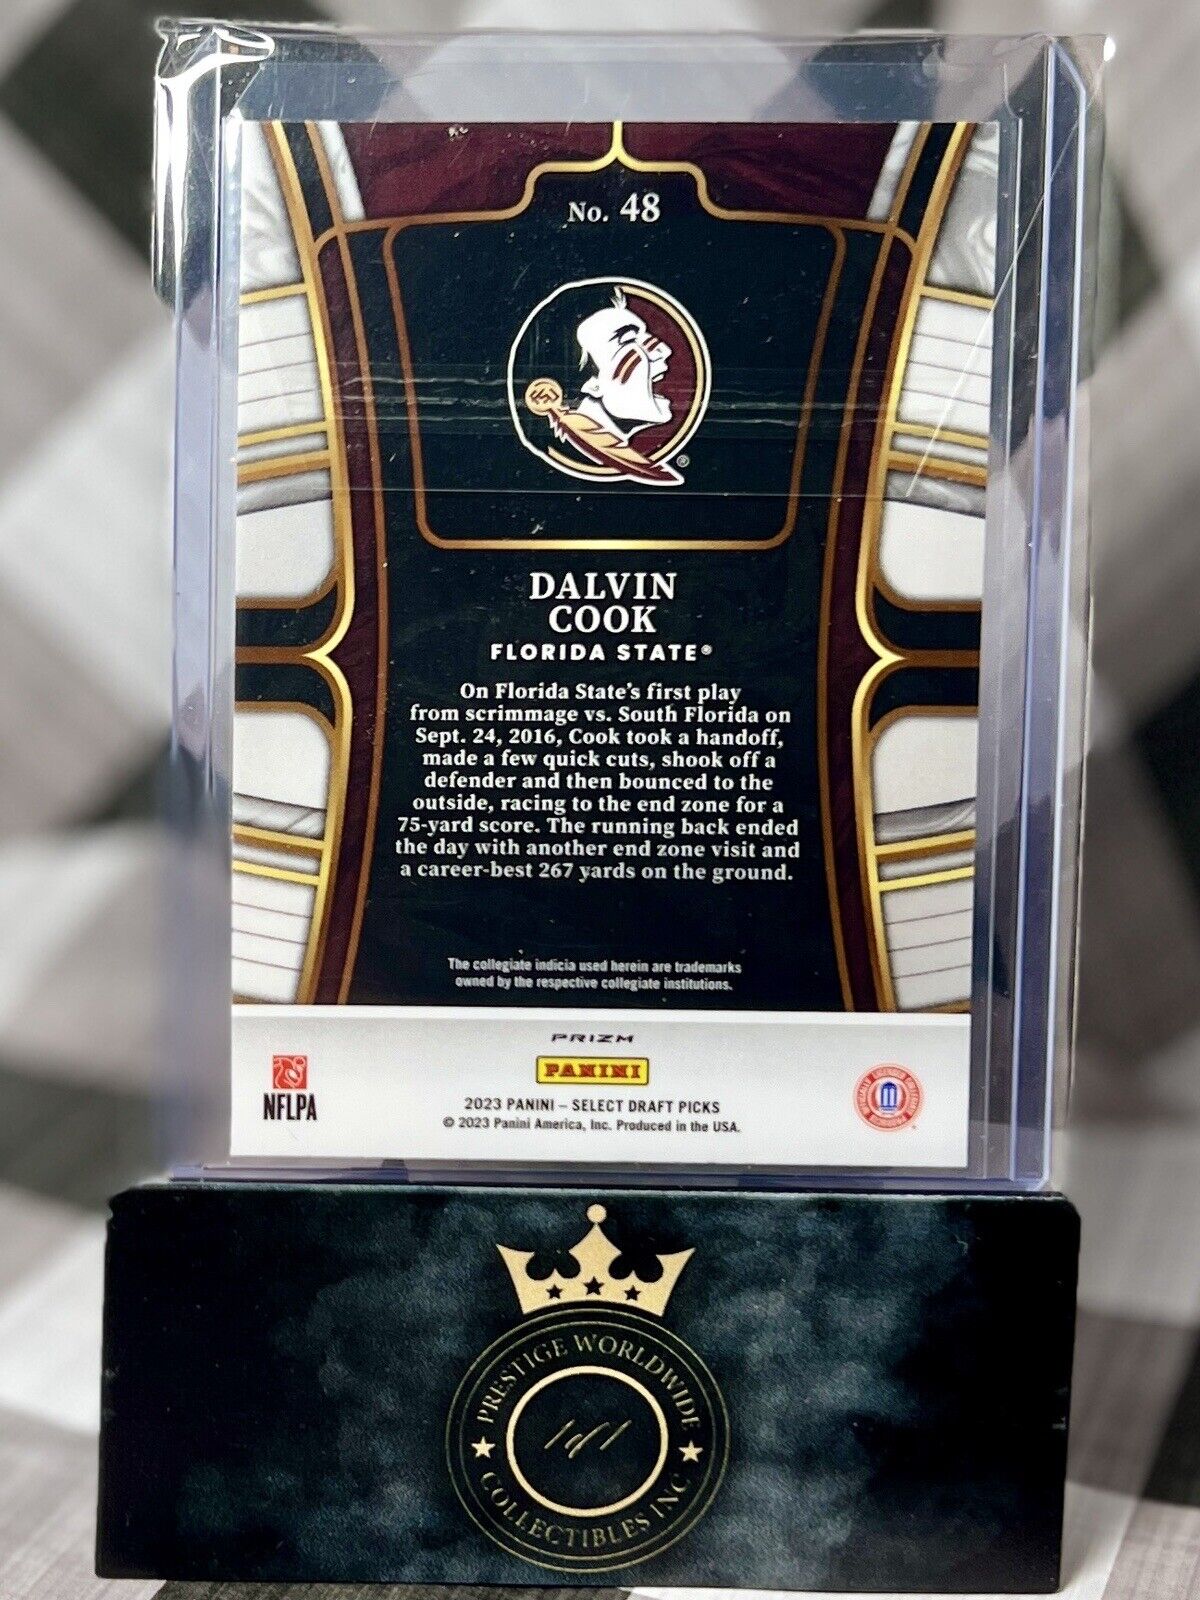 No. 48
DALVIN
COOK
FLORIDA STATE®
On Florida State's first play
from scrimmage vs. South Florida on
Sept. 24, 2016, Cook took a handoff,
made a few quick cuts, shook off a
defender and then bounced to the
outside, racing to the end zone for a
75-yard score. The running back ended
the day with another end zone visit and
a career-best 267 yards on the ground.
The collegiate indicia used herein are trademarks
owned by the respective collegiate institutions.
PRIZM
PANINI
NFLPA
2023 PANINI – SELECT DRAFT PICKS
© 2023 Panini America, Inc. Produced in the USA.
OFFICIALLY LICENSED COLLEGIATE PRODUCTS
PRESTIGE WORLDWIDE
1of1
COLLECTIBLES INC